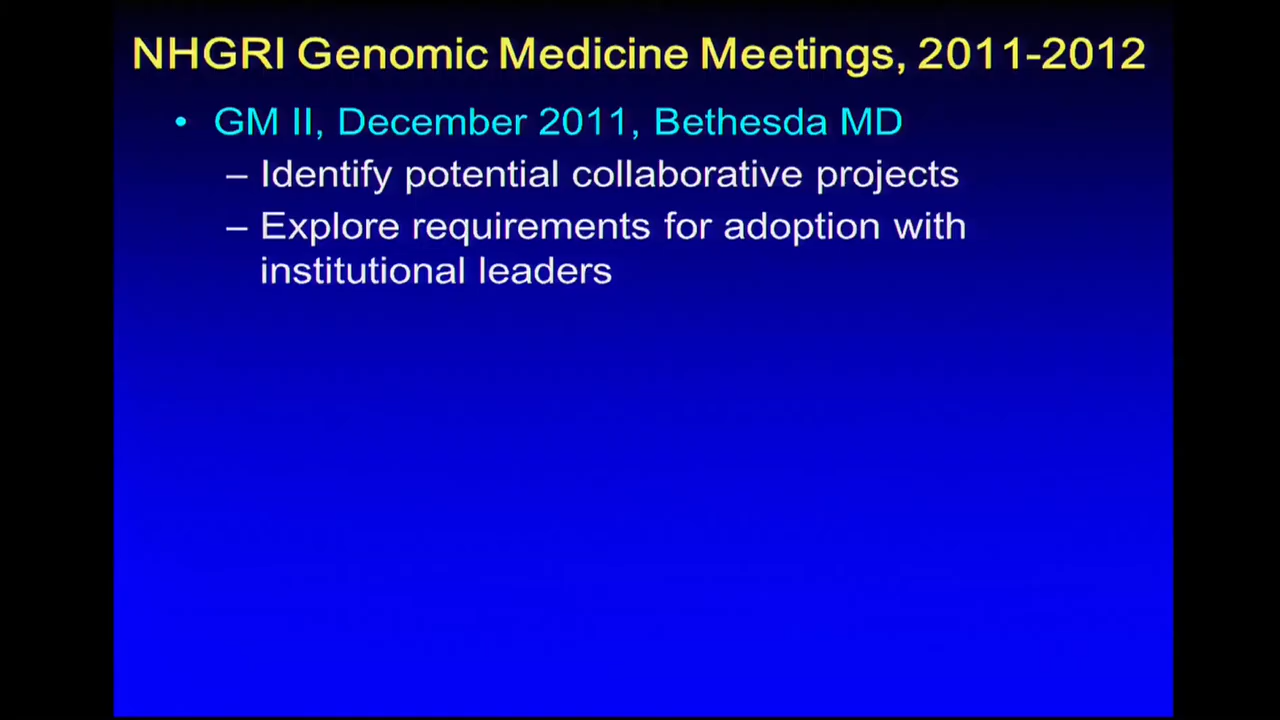 NHGRI Genomic Medicine Meetings, 2011-2012
• GM II, December 2011, Bethesda MD
– Identify potential collaborative projects
– Explore requirements for adoption with
institutional leaders